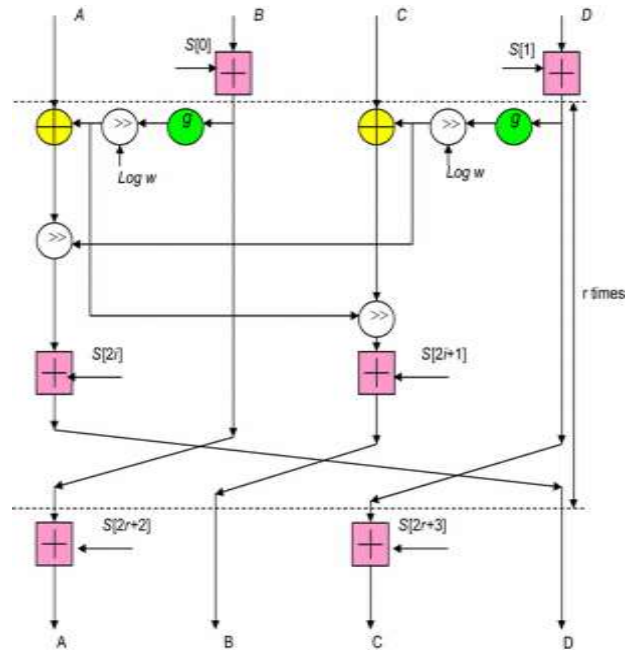 A B C D
S[0] S[1]
>> g >> g
Log w Log w
>>
r times
>>
S[2i] S[2i+1]
S[2r+2] S[2r+3]
A B C D